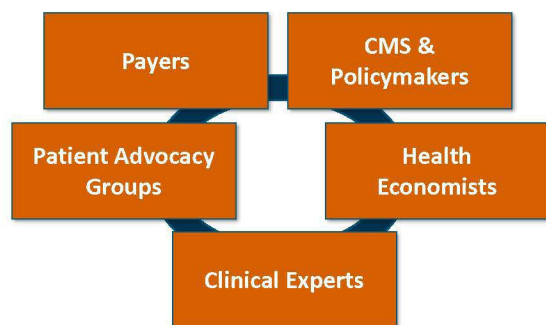 Payers
CMS &
Policymakers
Patient Advocacy
Groups
Health
Economists
Clinical Experts